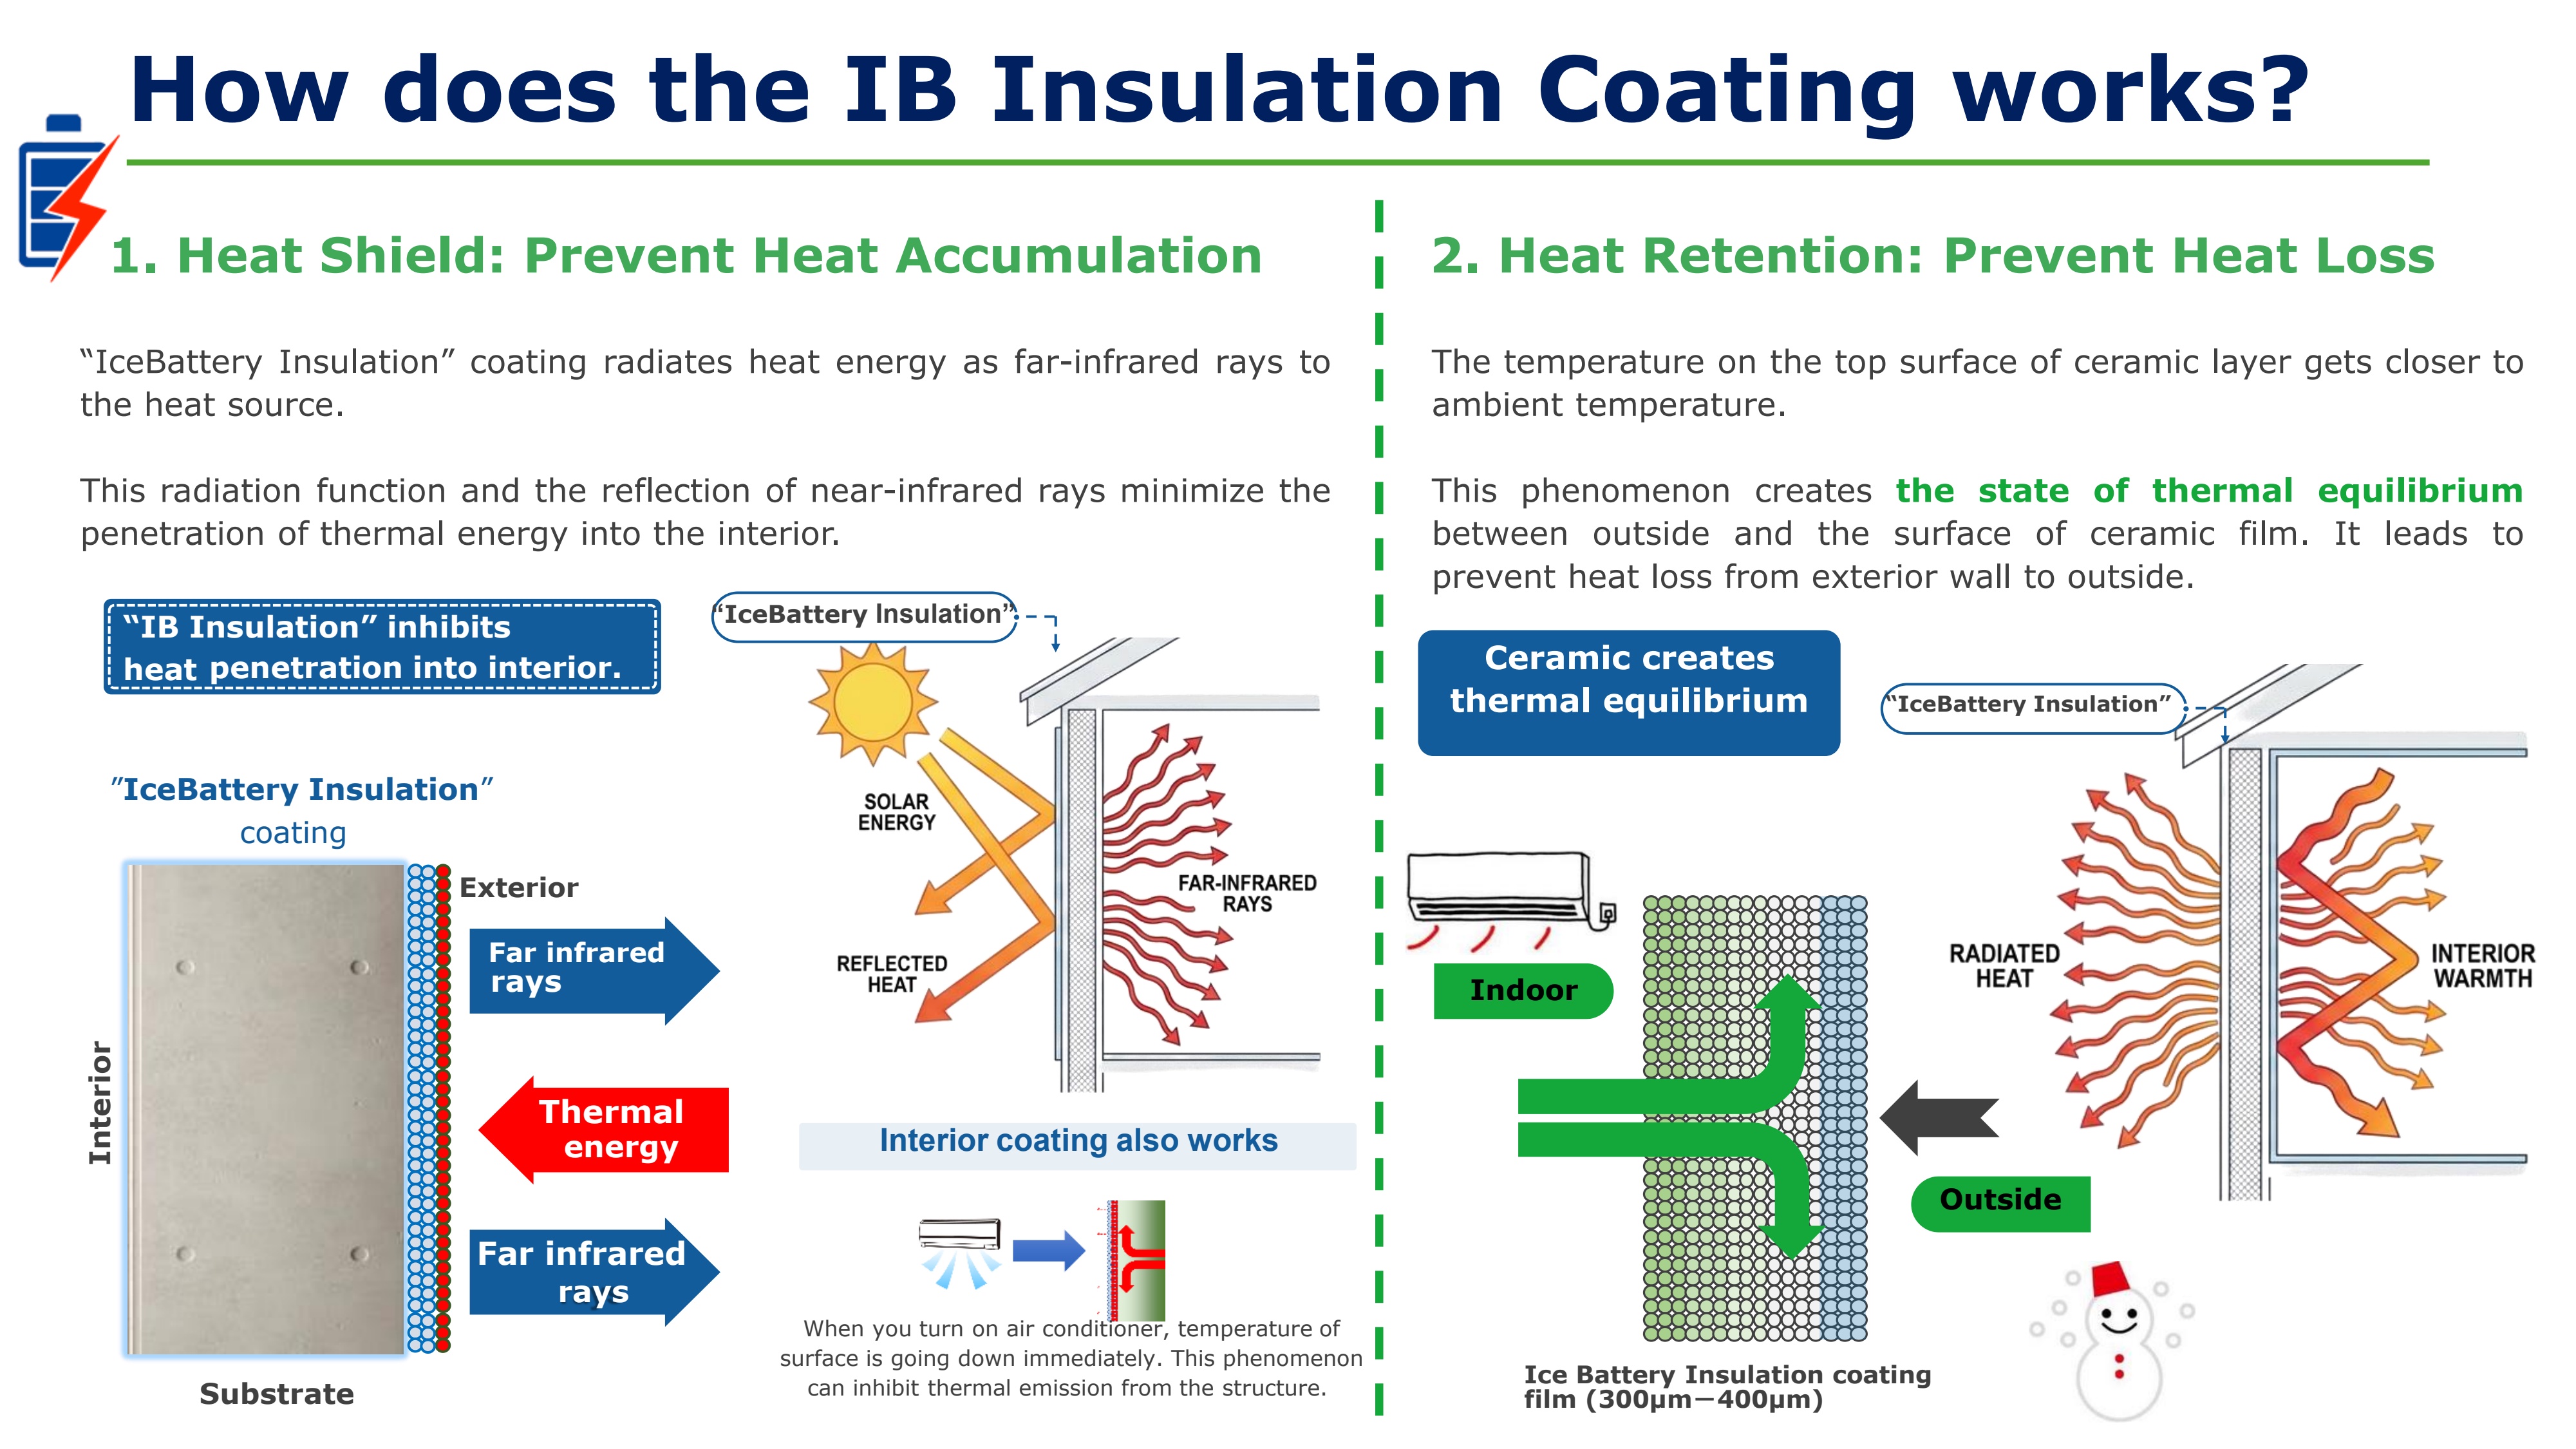 How does the IB Insulation Coating works?
1. Heat Shield: Prevent Heat Accumulation
“IceBattery Insulation” coating radiates heat energy as far-infrared rays to
the heat source.
This radiation function and the reflection of near-infrared rays minimize the
penetration of thermal energy into the interior.
“IB Insulation” inhibits
heat penetration into interior.
“IceBattery Insulation”
SOLAR
ENERGY
REFLECTED
HEAT
FAR-INFRARED
RAYS
”IceBattery Insulation”
coating
Exterior
Interior
Far infrared
rays
Thermal
energy
Far infrared
rays
Substrate
Interior coating also works
When you turn on air conditioner, temperature of
surface is going down immediately. This phenomenon
can inhibit thermal emission from the structure.
2. Heat Retention: Prevent Heat Loss
The temperature on the top surface of ceramic layer gets closer to
ambient temperature.
This phenomenon creates the state of thermal equilibrium
between outside and the surface of ceramic film. It leads to
prevent heat loss from exterior wall to outside.
Ceramic creates
thermal equilibrium
“IceBattery Insulation”
Indoor
RADIATED
HEAT
INTERIOR
WARMTH
Outside
Ice Battery Insulation coating
film (300μm—400μm)